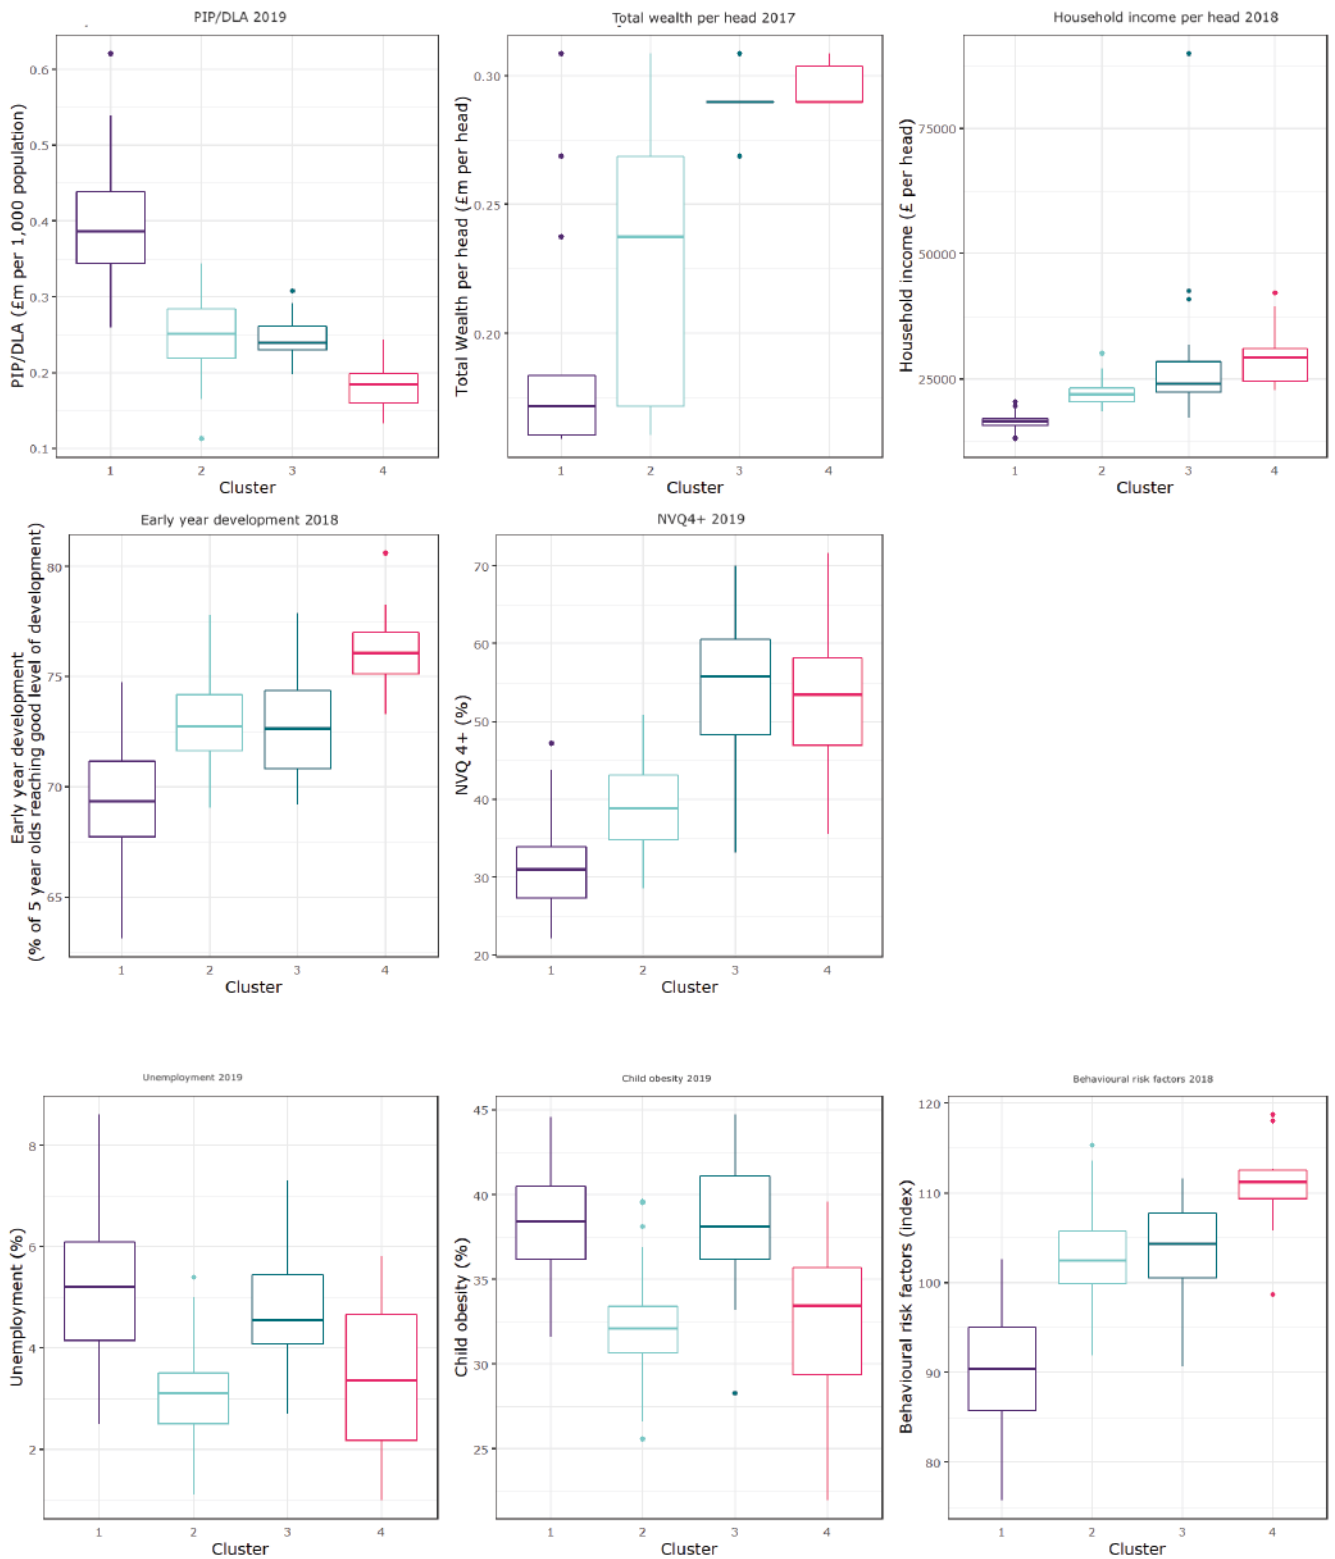 PIP/DLA 2019
PIP/DLA (£m per 1,000 population)
0.6
0.5
0.4
0.3
0.2
0.1
1 2 3 4
Cluster
Total wealth per head 2017
Total Wealth per head (£m per head)
0.30
0.25
0.20
1 2 3 4
Cluster
Household income per head 2018
Household income (£ per head)
75000
50000
25000
1 2 3 4
Cluster
Early year development 2018
Early year development
(% of 5 year olds reaching good level of development)
80
75
70
65
1 2 3 4
Cluster
NVQ4+ 2019
NVQ 4+ (%)
70
60
50
40
30
20
1 2 3 4
Cluster
Unemployment 2019
Unemployment (%)
8
6
4
2
1 2 3 4
Cluster
Child obesity 2019
Child obesity (%)
45
40
35
30
25
1 2 3 4
Cluster
Behavioural risk factors 2018
Behavioural risk factors (index)
120
110
100
90
80
1 2 3 4
Cluster